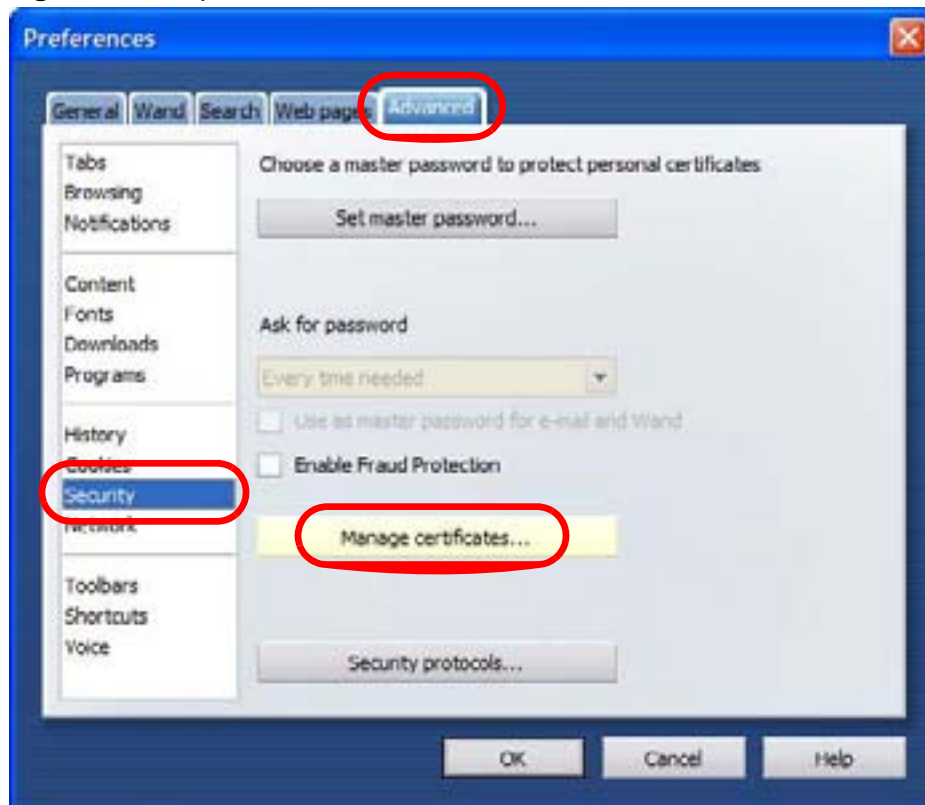 Preferences
General Wand Search Web pages Advanced
Tabs
Browsing
Notifications
Content
Fonts
Downloads
Programs
History
Cookies
Security
Network
Toolbars
Shortcuts
Voice
Choose a master password to protect personal certificates
Set master password...
Ask for password
Every time needed
Use as master password for e-mail and Wand
Enable Fraud Protection
Manage certificates...
Security protocols...
OK Cancel Help